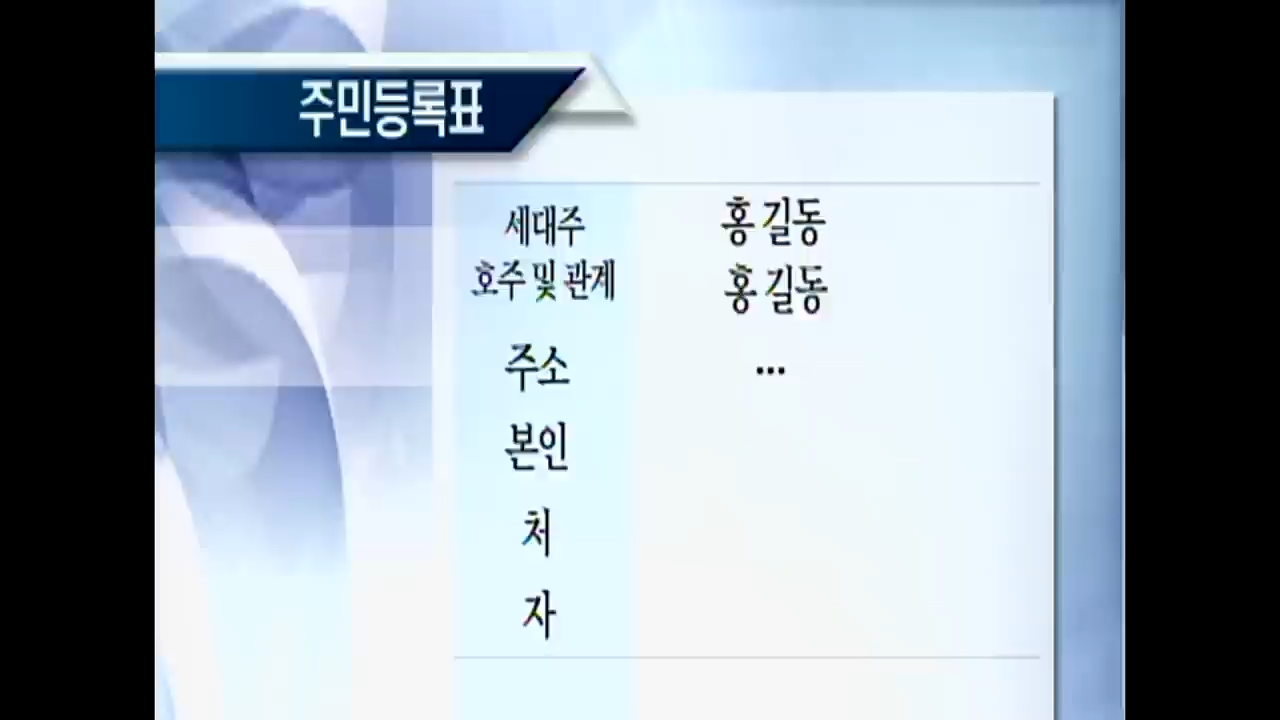 주민등록표
세대주 홍길동
호주 및 관계 홍길동
주소 ...
본인
처
자